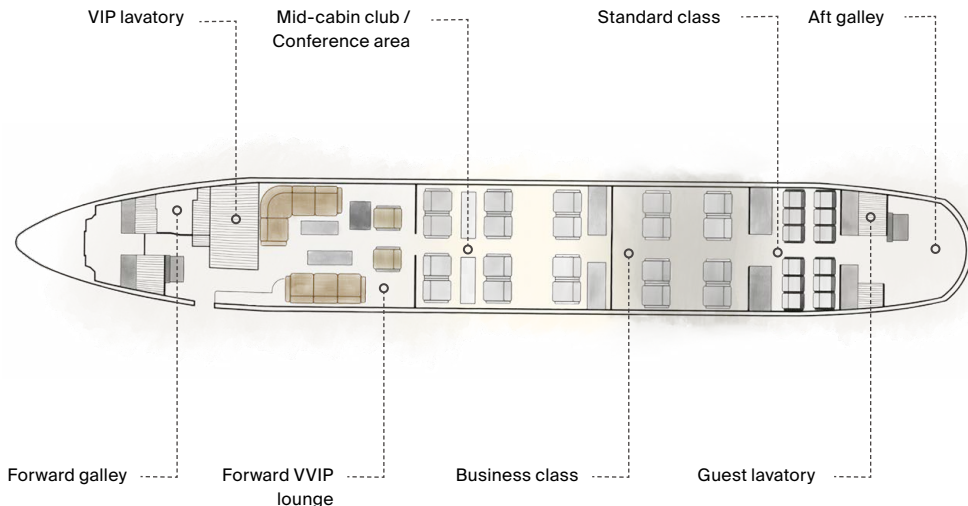 VIP lavatory
Mid-cabin club /
Conference area
Standard class
Aft galley
Forward galley
Forward VVIP
lounge
Business class
Guest lavatory